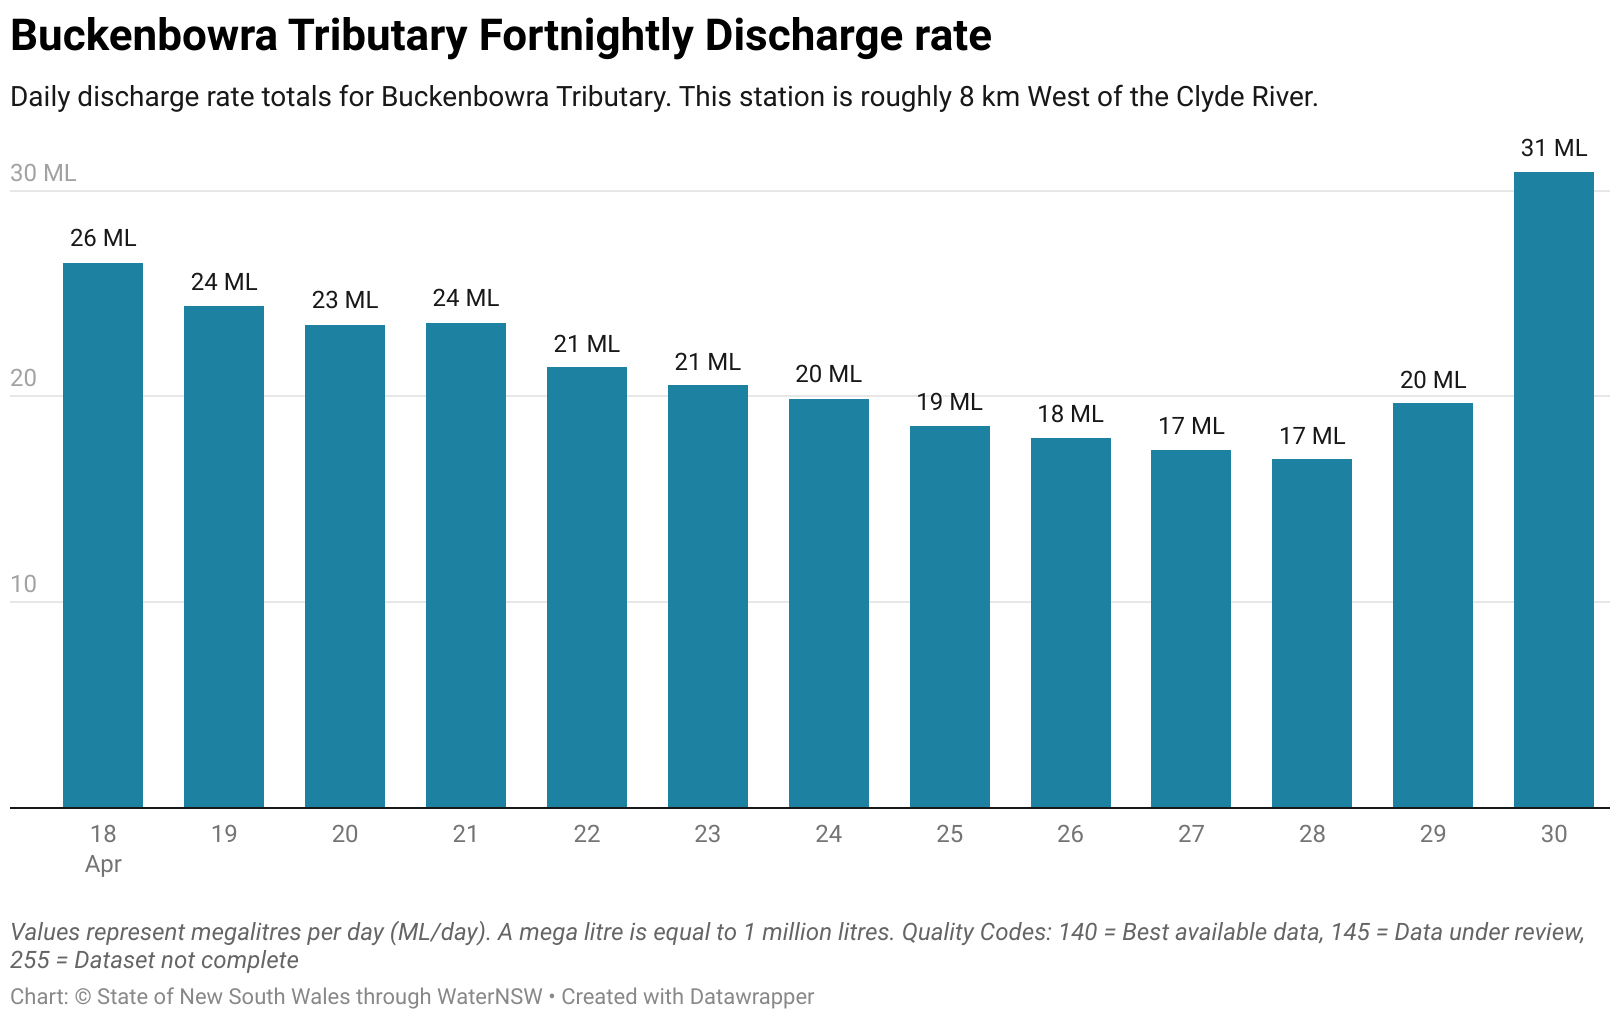 Buckenbowra Tributary Fortnightly Discharge rate
Daily discharge rate totals for Buckenbowra Tributary. This station is roughly 8 km West of the Clyde River.
30 ML
20
10
26 ML
24 ML
23 ML
24 ML
21 ML
21 ML
20 ML
19 ML
18 ML
17 ML
17 ML
20 ML
31 ML
18
Apr
19
20
21
22
23
24
25
26
27
28
29
30
Values represent megalitres per day (ML/day). A mega litre is equal to 1 million litres. Quality Codes: 140 = Best available data, 145 = Data under review,
255 = Dataset not complete
Chart: © State of New South Wales through WaterNSW • Created with Datawrapper